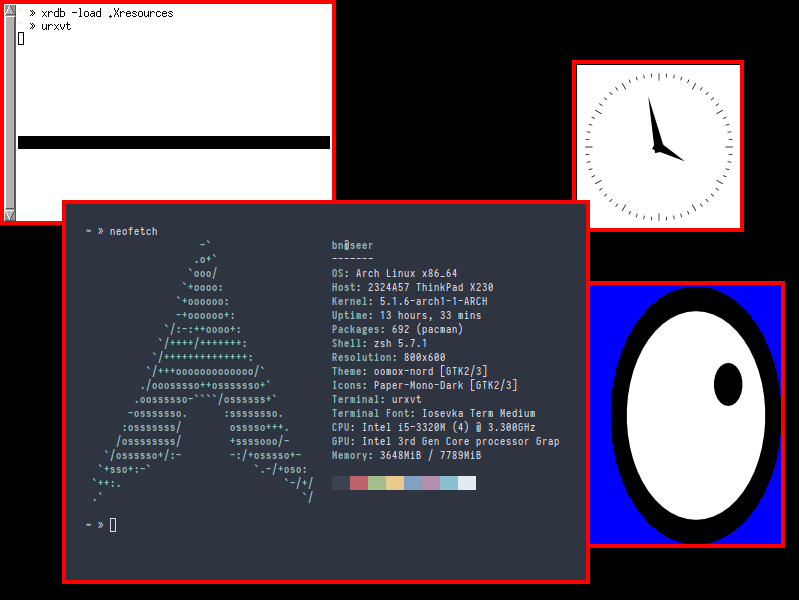 » xrdb -load .Xresources
» urxvt
~ » neofetch
bn@seer
-------
OS: Arch Linux x86_64
Host: 2324A57 ThinkPad X230
Kernel: 5.1.6-arch1-1-ARCH
Uptime: 13 hours, 33 mins
Packages: 692 (pacman)
Shell: zsh 5.7.1
Resolution: 800x600
Theme: oomox-nord [GTK2/3]
Icons: Paper-Mono-Dark [GTK2/3]
Terminal: urxvt
Terminal Font: Iosevka Term Medium
CPU: Intel i5-3320M (4) @ 3.300GHz
GPU: Intel 3rd Gen Core processor Grap
Memory: 3648MiB / 7789MiB
~ »